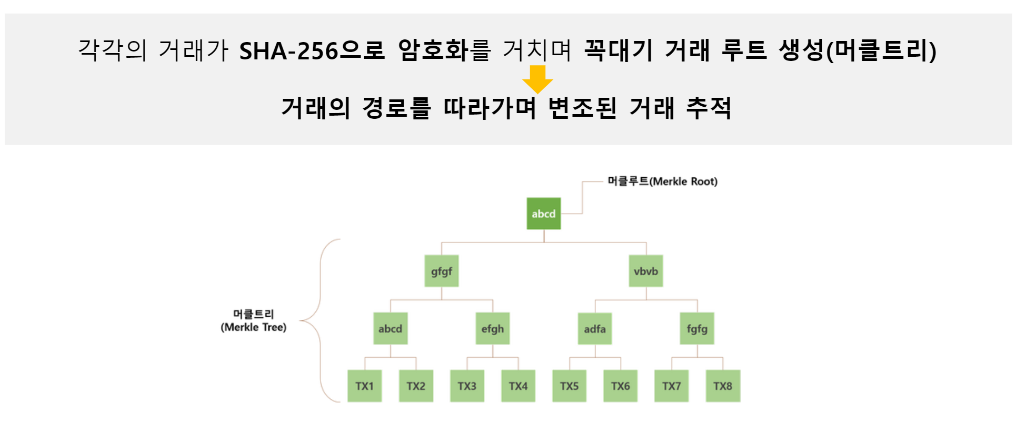 각각의 거래가 SHA-256으로 암호화를 거치며 꼭대기 거래 루트 생성(머클트리)
거래의 경로를 따라가며 변조된 거래 추적
머클루트(Merkle Root)
abcd
gfgf
vbvb
머클트리
(Merkle Tree)
abcd
efgh
adfa
fgfg
TX1
TX2
TX3
TX4
TX5
TX6
TX7
TX8